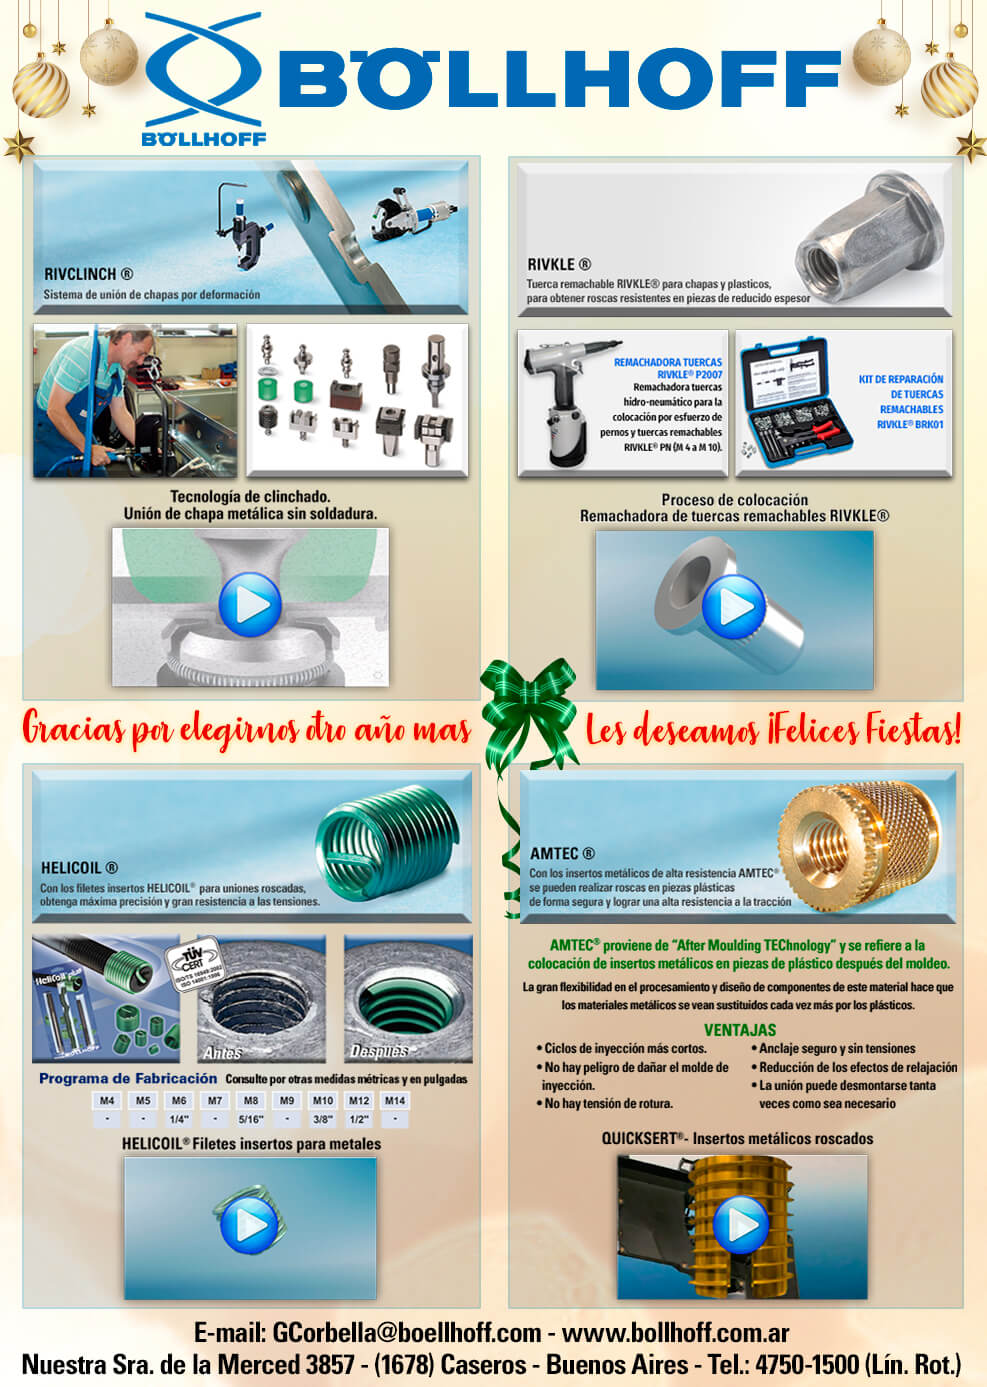 BÖLLHOFF
BÖLLHOFF
RIVCLINCH ®
Sistema de unión de chapas por deformación
Tecnología de clinchado.
Unión de chapa metálica sin soldadura.
RIVKLE ®
Tuerca remachable RIVKLE® para chapas y plasticos,
para obtener roscas resistentes en piezas de reducido espesor
REMACHADORA TUERCAS
RIVKLE® P2007
Remachadora tuercas
hidro-neumático para la
colocación por esfuerzo de
pernos y tuercas remachables
RIVKLE® PN (M 4 a M 10).
KIT DE REPARACIÓN
DE TUERCAS
REMACHABLES
RIVKLE® BRK01
Proceso de colocación
Remachadora de tuercas remachables RIVKLE®
Gracias por elegirnos otro año mas
Les deseamos ¡Felices Fiestas!
HELICOIL ®
Con los filetes insertos HELICOIL® para uniones roscadas,
obtenga máxima precisión y gran resistencia a las tensiones.
HeliCoil plus
TÜV
CERT
ISO/TS 16949:2002
ISO 14001:1996
Antes
Después
Programa de Fabricación Consulte por otras medidas métricas y en pulgadas
M4 M5 M6 M7 M8 M9 M10 M12 M14
- - 1/4" - 5/16" - 3/8" 1/2" -
HELICOIL® Filetes insertos para metales
AMTEC ®
Con los insertos metálicos de alta resistencia AMTEC®
se pueden realizar roscas en piezas plásticas
de forma segura y lograr una alta resistencia a la tracción
AMTEC® proviene de “After Moulding TEChnology” y se refiere a la
colocación de insertos metálicos en piezas de plástico después del moldeo.
La gran flexibilidad en el procesamiento y diseño de componentes de este material hace que
los materiales metálicos se vean sustituidos cada vez más por los plásticos.
VENTAJAS
• Ciclos de inyección más cortos.
• No hay peligro de dañar el molde de
inyección.
• No hay tensión de rotura.
• Anclaje seguro y sin tensiones
• Reducción de los efectos de relajación
• La unión puede desmontarse tanta
veces como sea necesario
QUICKSERT®- Insertos metálicos roscados
E-mail: GCorbella@boellhoff.com - www.bollhoff.com.ar
Nuestra Sra. de la Merced 3857 - (1678) Caseros - Buenos Aires - Tel.: 4750-1500 (Lín. Rot.)